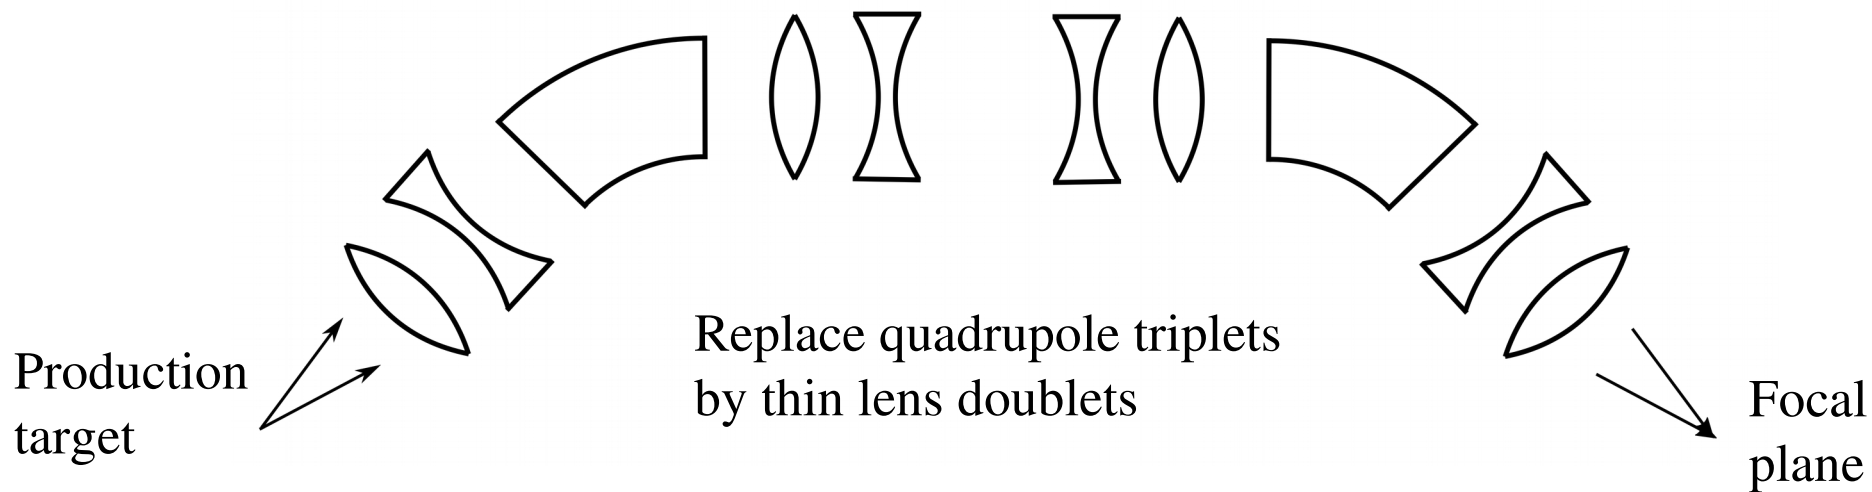 Production
target
Replace quadrupole triplets
by thin lens doublets
Focal
plane